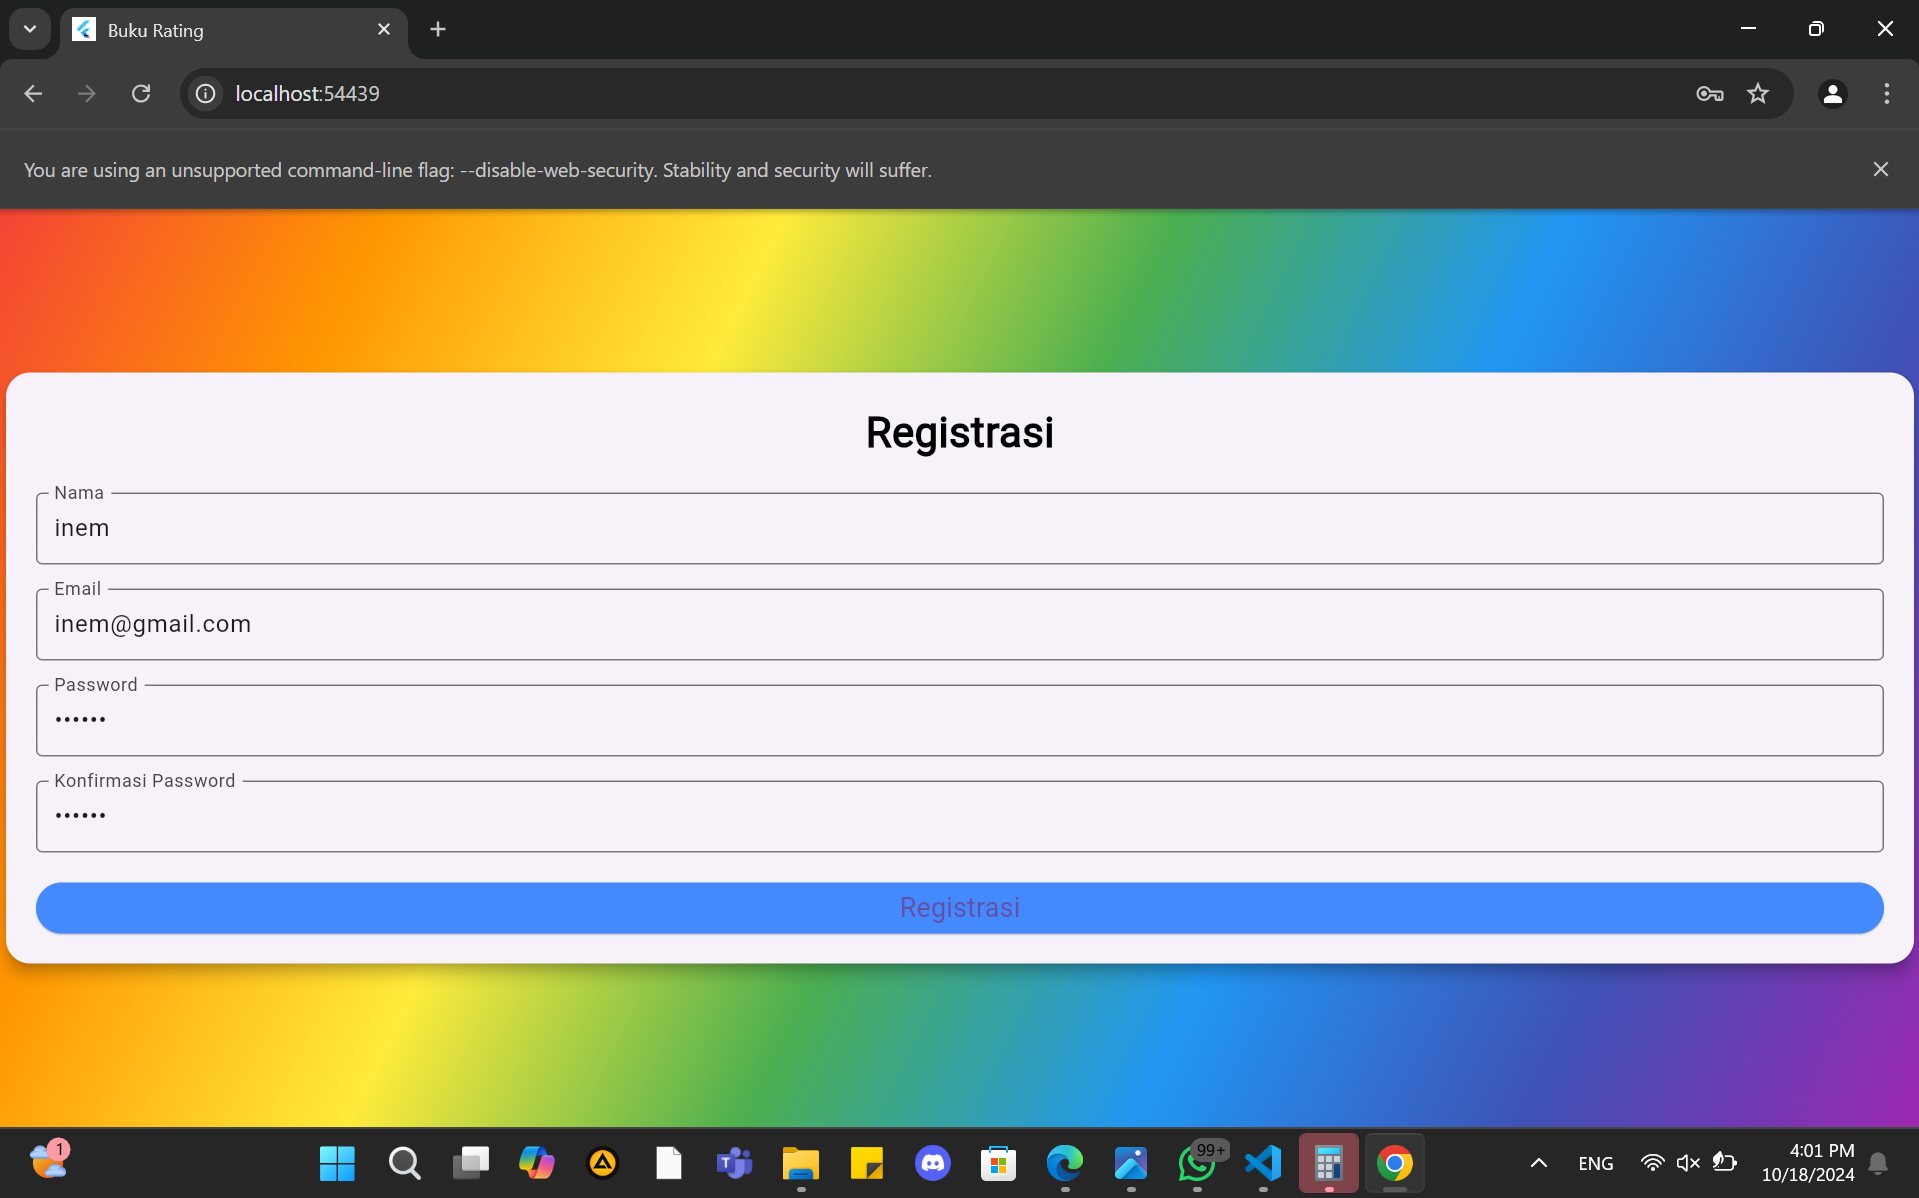 Buku Rating
localhost:54439
You are using an unsupported command-line flag: --disable-web-security. Stability and security will suffer.
Registrasi
Nama
inem
Email
inem@gmail.com
Password
••••••
Konfirmasi Password
••••••
Registrasi
1
99+
ENG
4:01 PM
10/18/2024